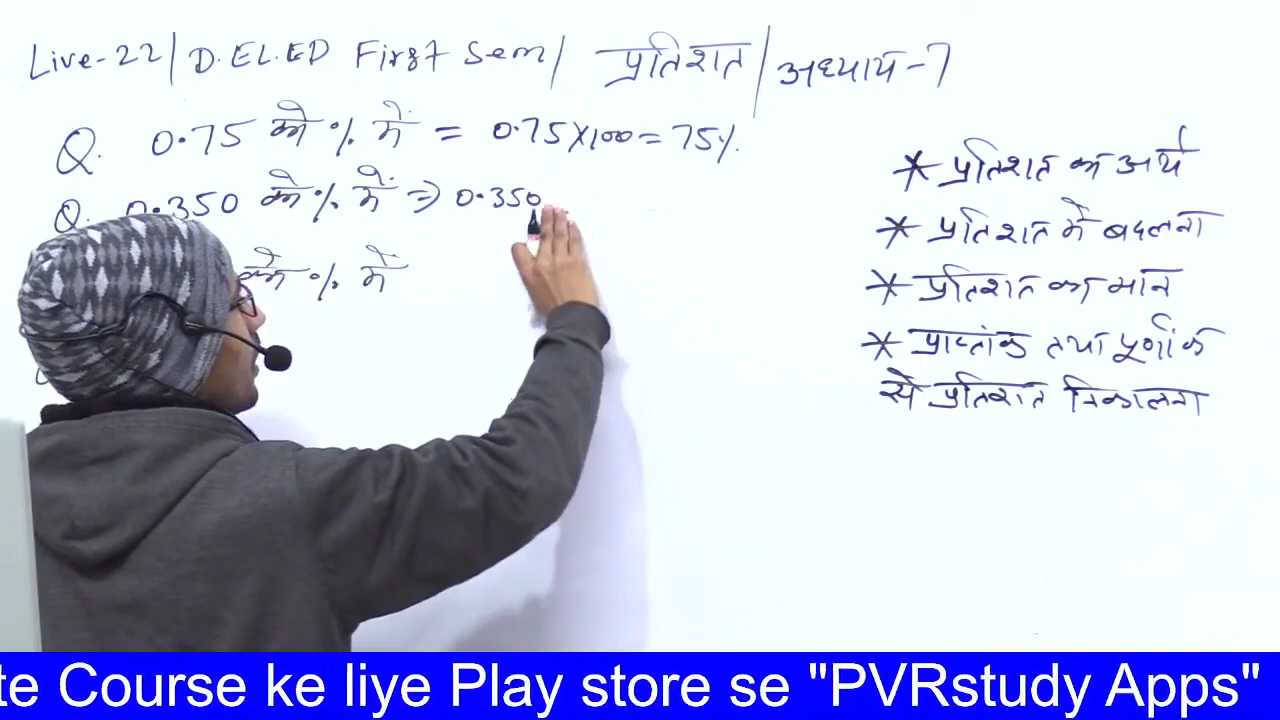 Live-22 / D.EL.ED First Sem / प्रतिशत / अध्याय-7
Q. 0.75 को % में = 0.75×100=75%.
Q. 0.350 को % में ⇒ 0.350
को % में
* प्रतिशत का अर्थ
* प्रतिशत में बदलना
* प्रतिशत का मान
* प्राप्तांक तथा पूर्णांक
से प्रतिशत निकालना
te Course ke liye Play store se "PVRstudy Apps"